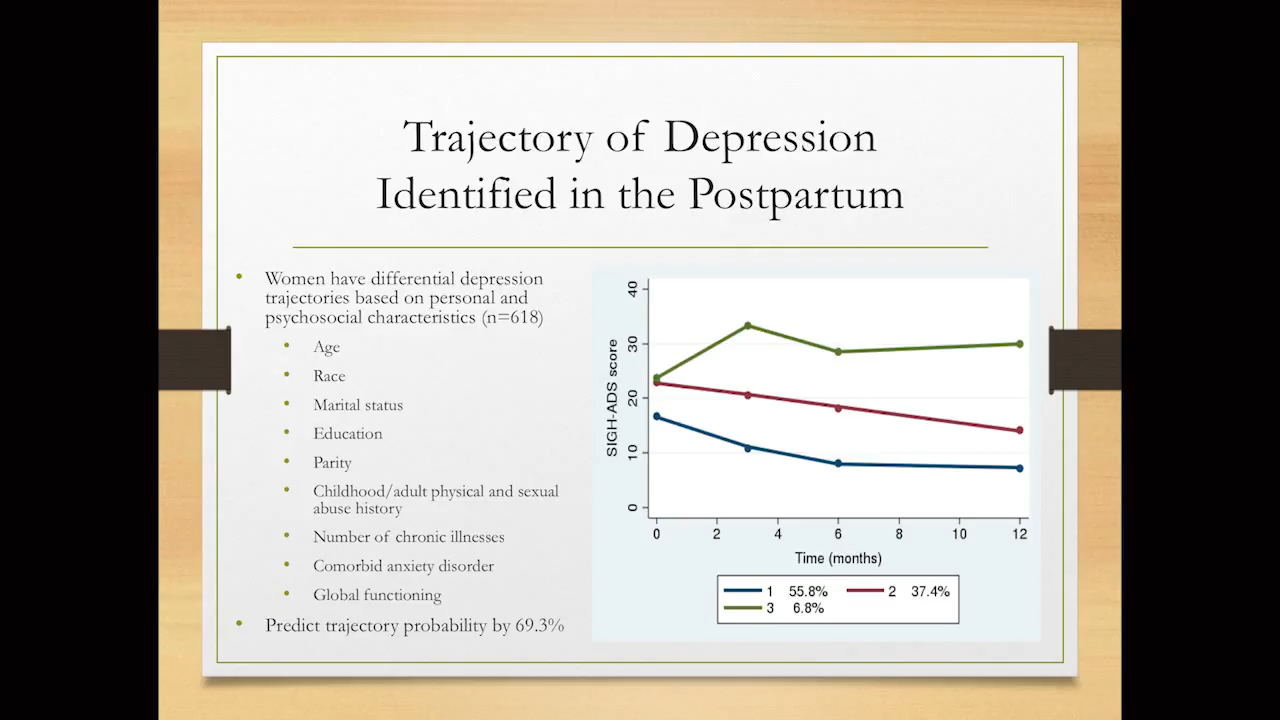 Trajectory of Depression
Identified in the Postpartum
• Women have differential depression
trajectories based on personal and
psychosocial characteristics (n=618)
• Age
• Race
• Marital status
• Education
• Parity
• Childhood/adult physical and sexual
abuse history
• Number of chronic illnesses
• Comorbid anxiety disorder
• Global functioning
• Predict trajectory probability by 69.3%
SIGH-ADS score
40
30
20
10
0
0 2 4 6 8 10 12
Time (months)
1 55.8% 2 37.4%
3 6.8%